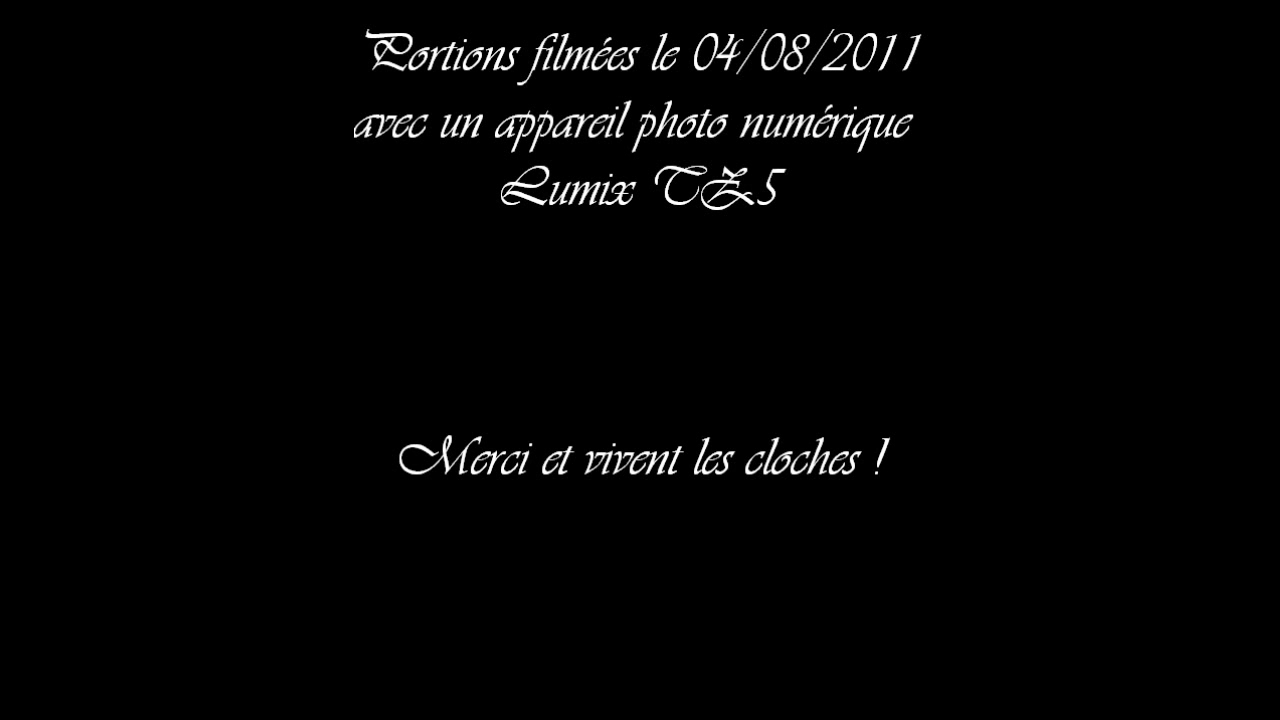 Portions filmées le 04/08/2011
avec un appareil photo numérique
Lumix TZ5
Merci et vivent les cloches !